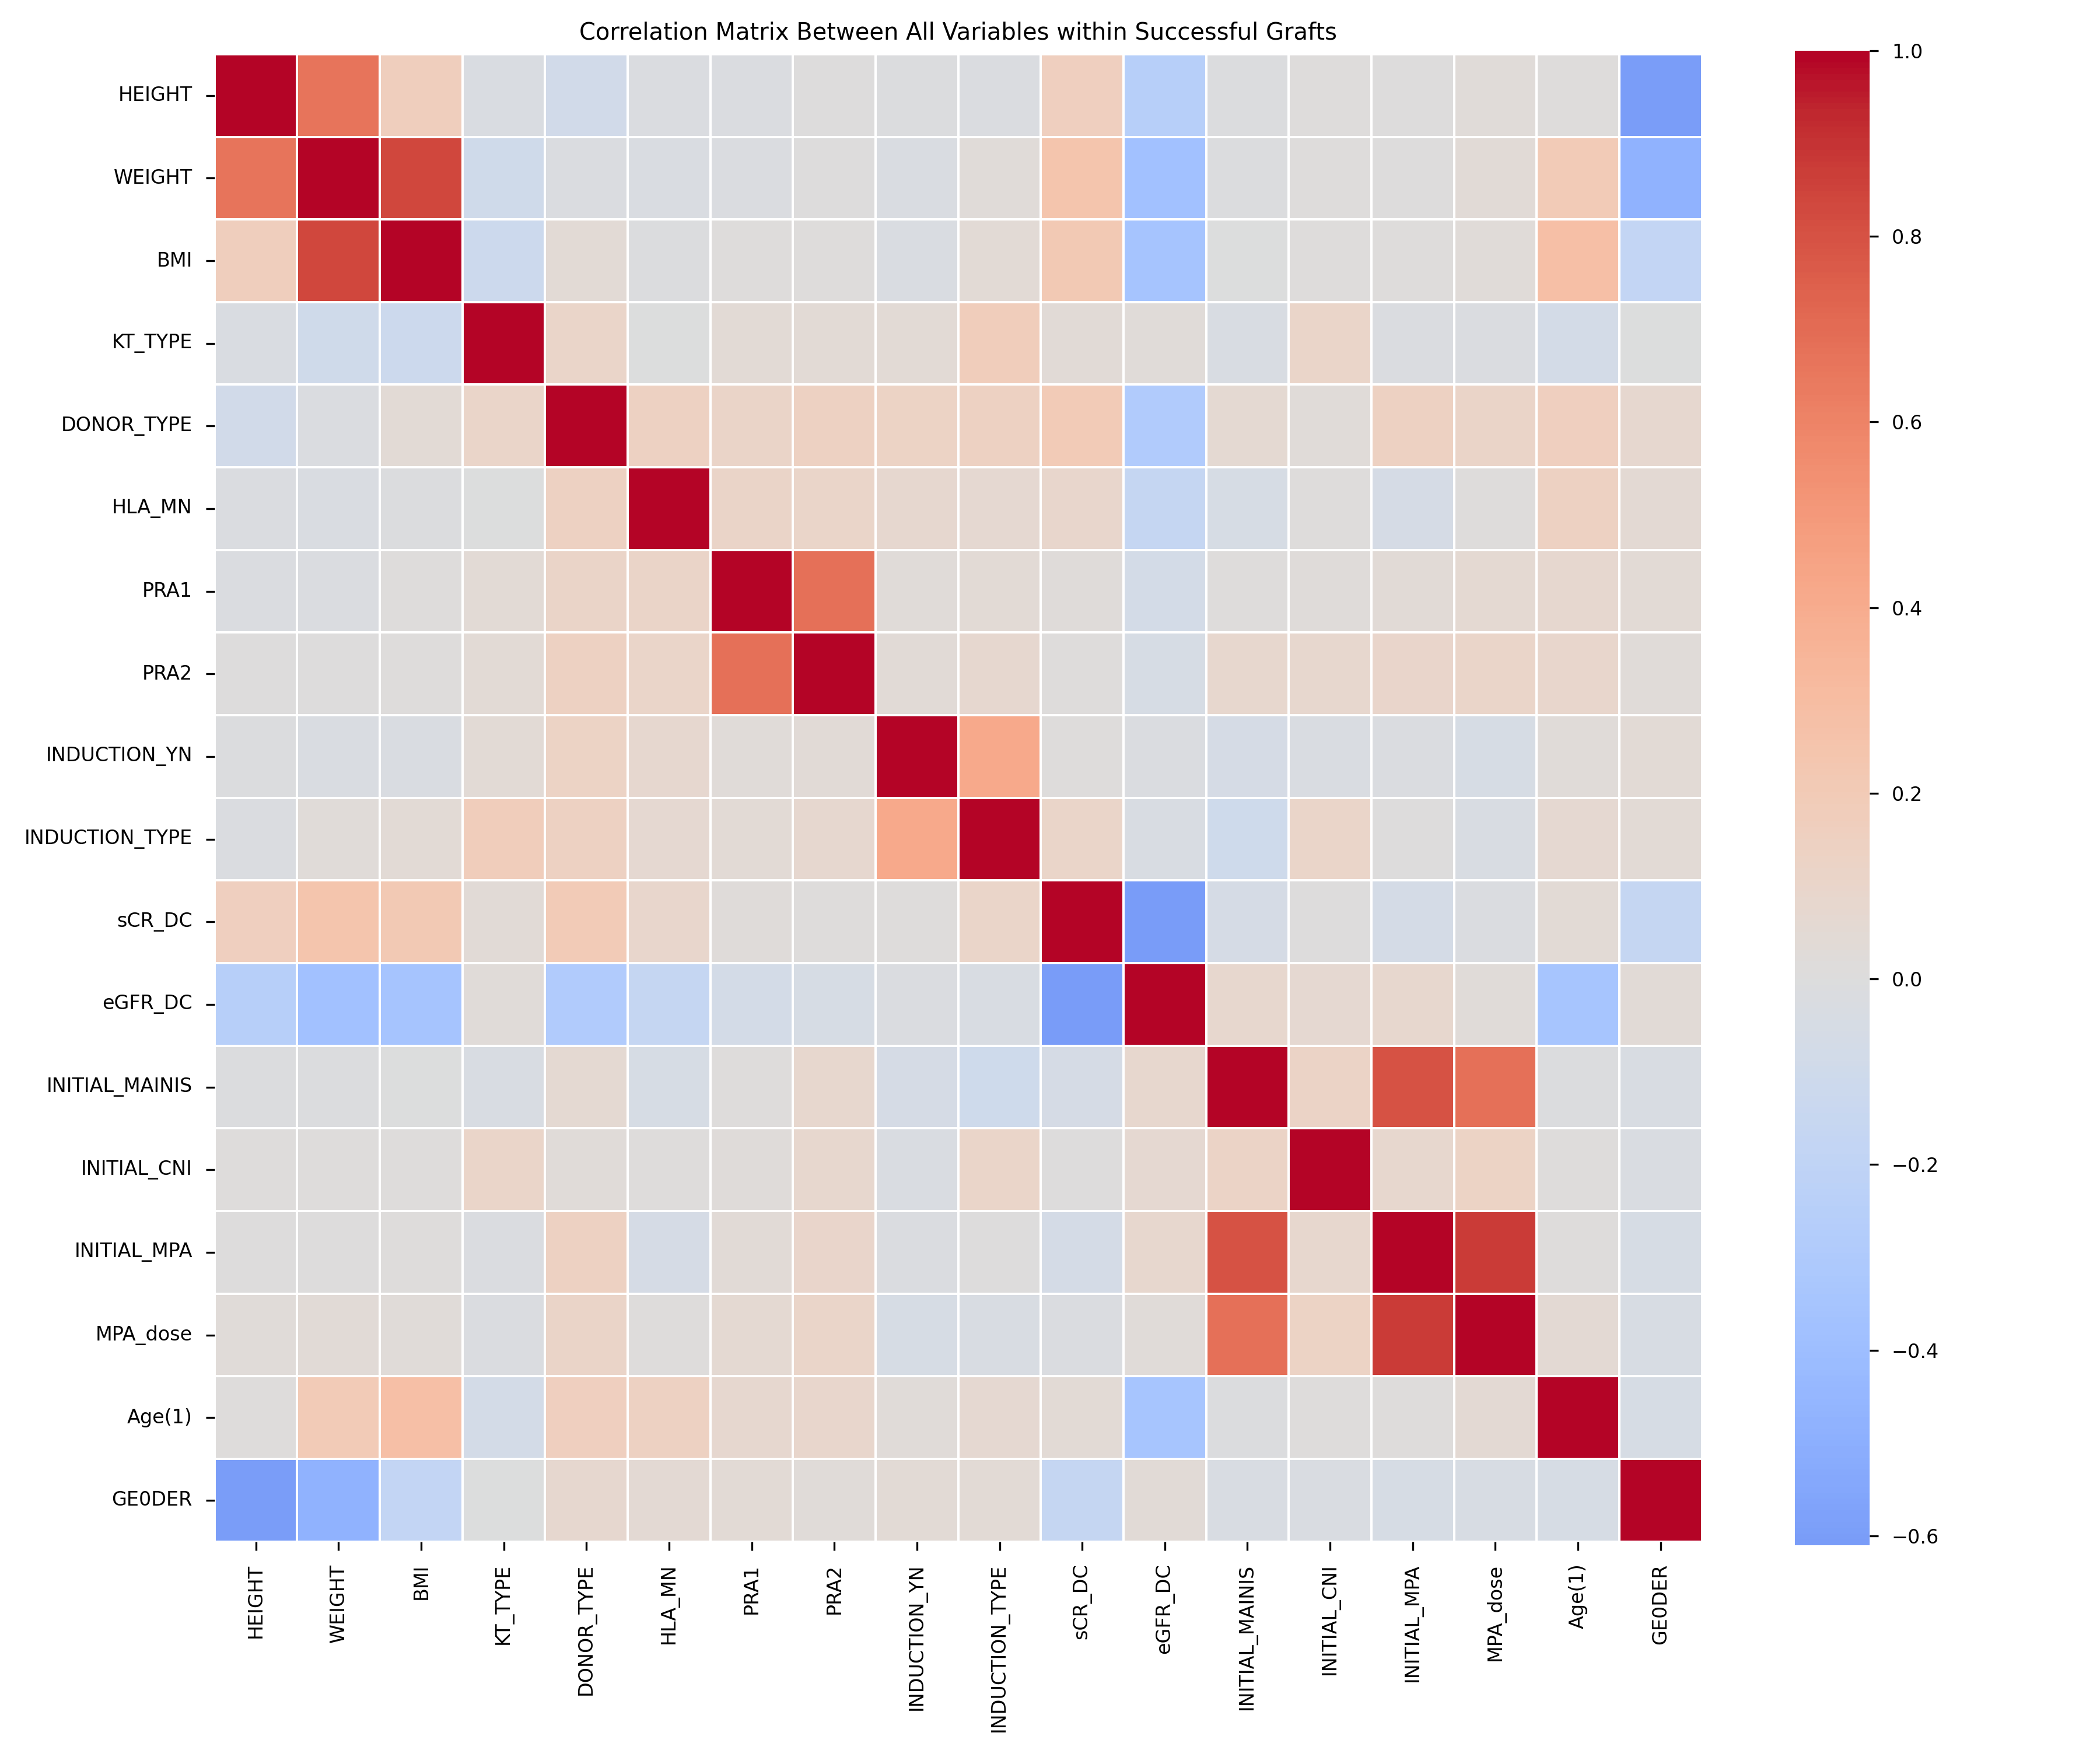 Correlation Matrix Between All Variables within Successful Grafts
HEIGHT
WEIGHT
BMI
KT_TYPE
DONOR_TYPE
HLA_MN
PRA1
PRA2
INDUCTION_YN
INDUCTION_TYPE
sCR_DC
eGFR_DC
INITIAL_MAINIS
INITIAL_CNI
INITIAL_MPA
MPA_dose
Age(1)
GE0DER
HEIGHT
WEIGHT
BMI
KT_TYPE
DONOR_TYPE
HLA_MN
PRA1
PRA2
INDUCTION_YN
INDUCTION_TYPE
sCR_DC
eGFR_DC
INITIAL_MAINIS
INITIAL_CNI
INITIAL_MPA
MPA_dose
Age(1)
GE0DER
1.0
0.8
0.6
0.4
0.2
0.0
−0.2
−0.4
−0.6